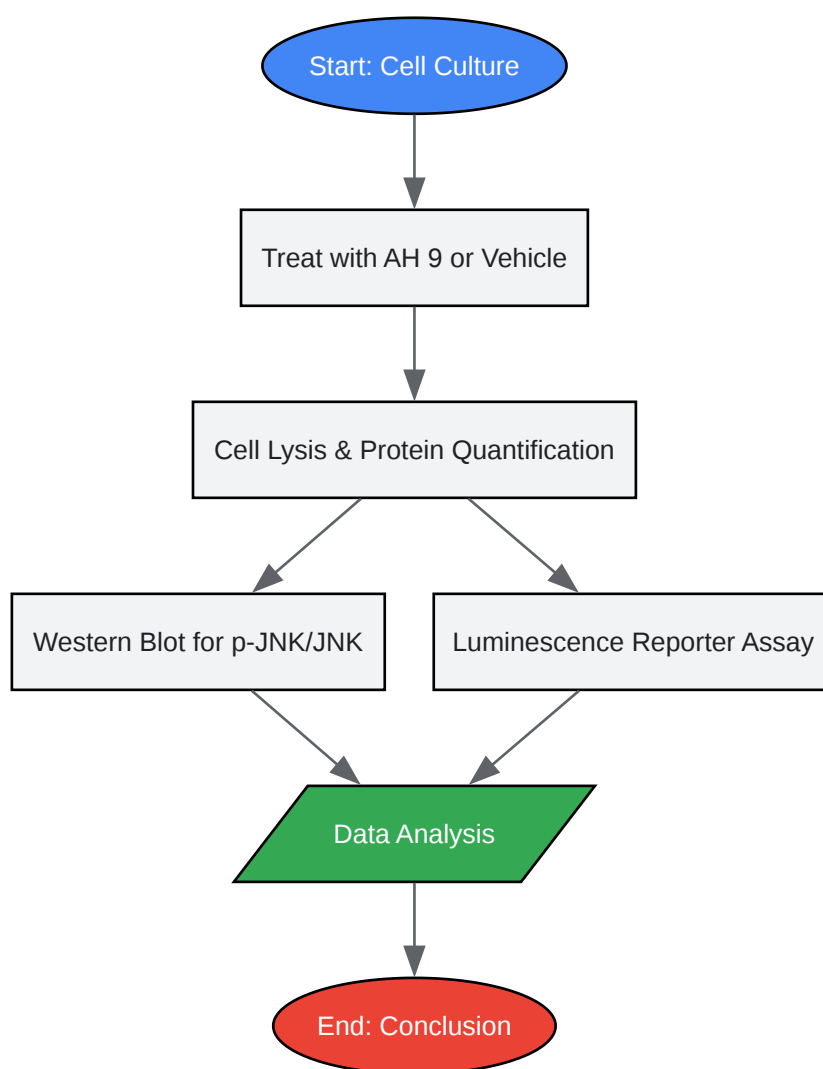 Start: Cell Culture
Treat with AH 9 or Vehicle
Cell Lysis & Protein Quantification
Western Blot for p-JNK/JNK
Luminescence Reporter Assay
Data Analysis
End: Conclusion